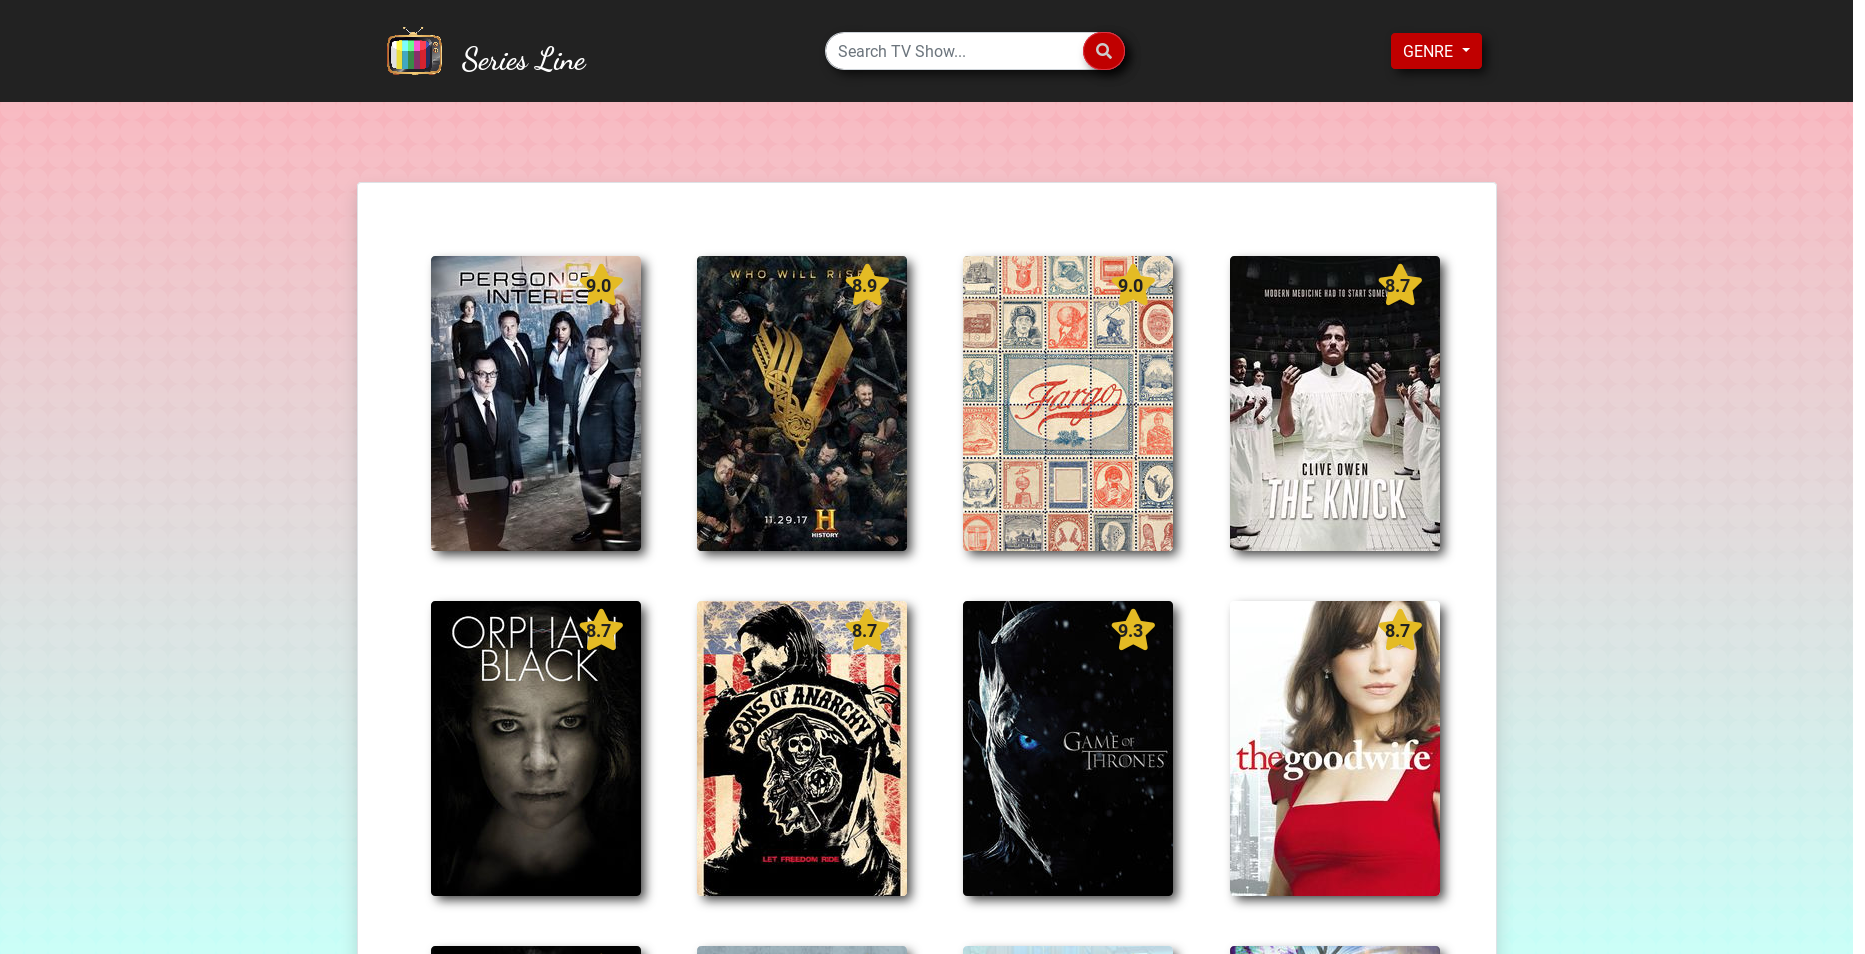 Series Line
Search TV Show...
GENRE
PERSON OF
INTEREST
9.0
WHO WILL RISE
8.9
11.29.17
H
HISTORY
9.0
Fargo
MODERN MEDICINE HAD TO START
8.7
CLIVE OWEN
THE KNICK
ORPHAN
BLACK
8.7
8.7
SONS OF ANARCHY
LET FREEDOM RIDE
9.3
GAME OF
THRONES
8.7
thegoodwife